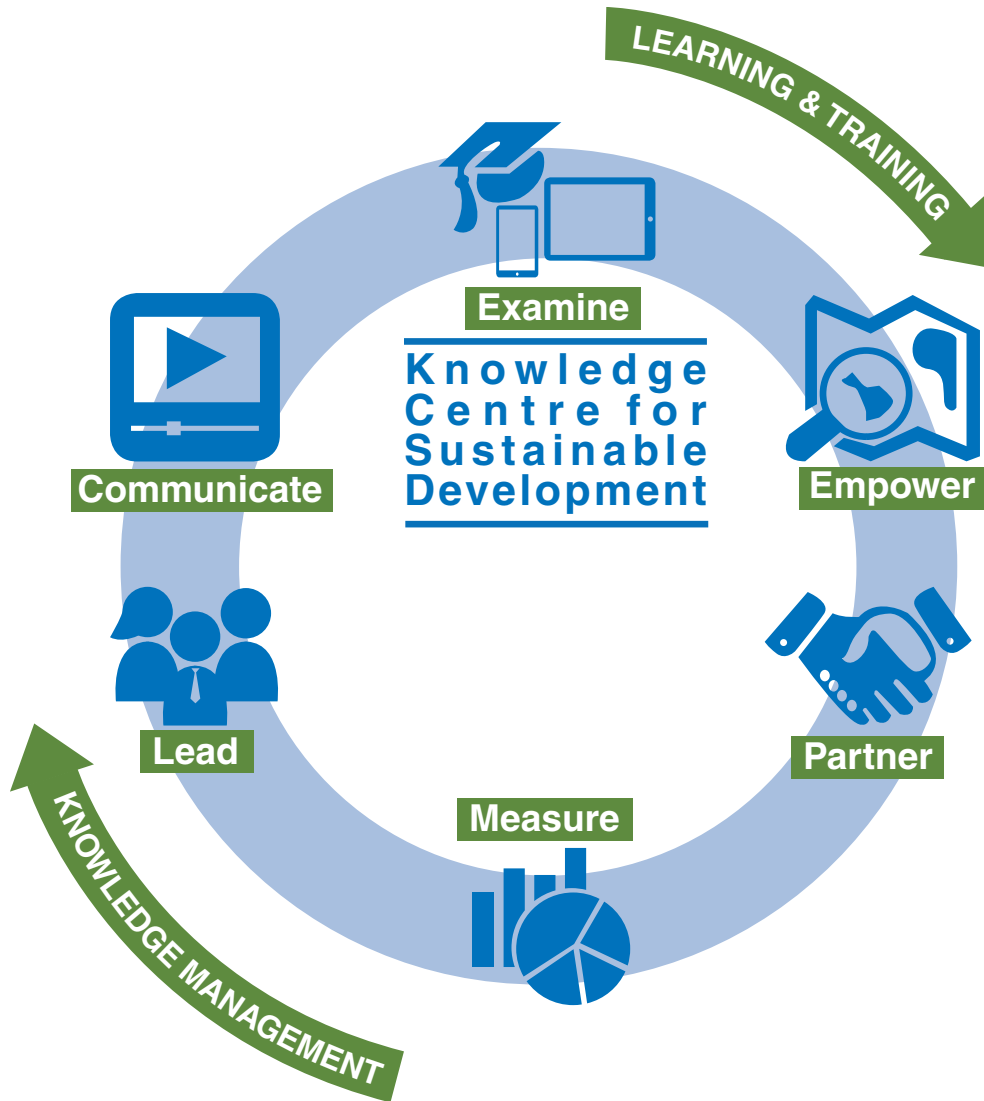 LEARNING & TRAINING
Examine
Knowledge
Centre for
Sustainable
Development
Communicate
Empower
Lead
Partner
Measure
KNOWLEDGE MANAGEMENT